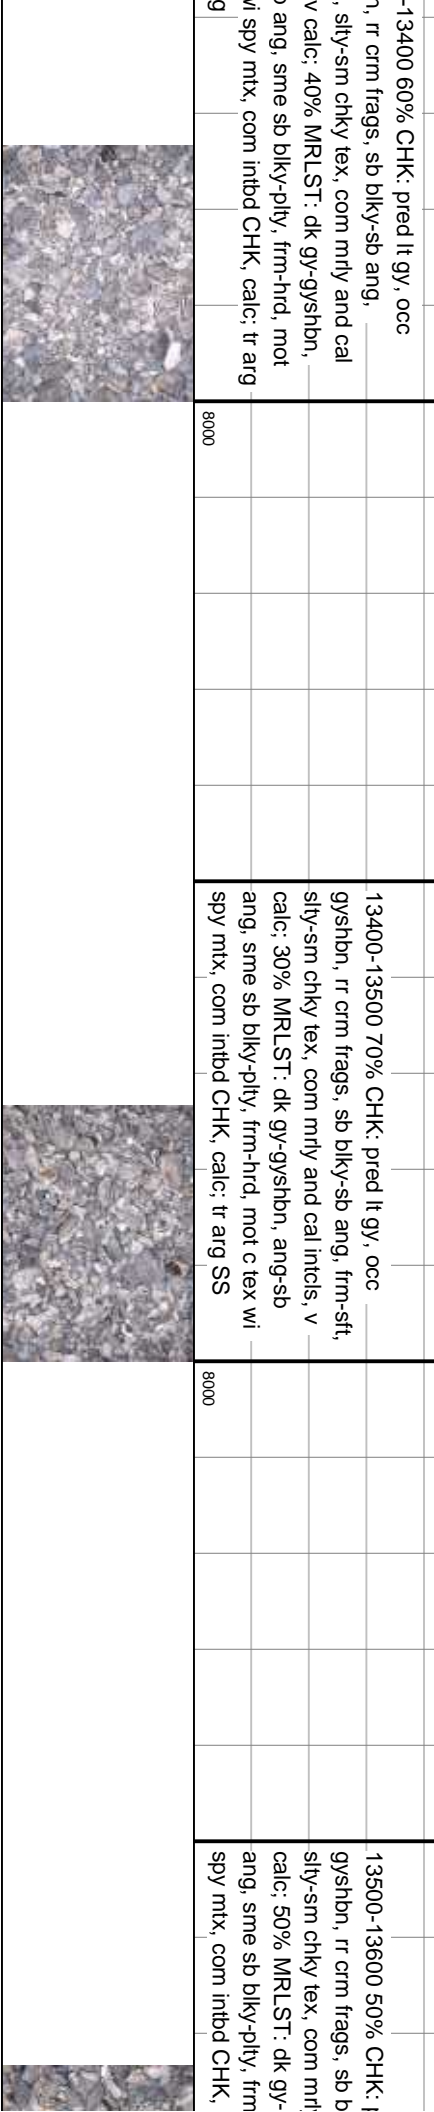 -13400 60% CHK: pred lt gy, occ
rr crm frags, sb blky-sb ang,
slty-sm chky tex, com mrly and cal
v calc; 40% MRLST: dk gy-gyshbn,
ang, sme sb blky-plty, frm-hrd, mot
wi spy mtx, com intbd CHK, calc; tr arg
8000
13400-13500 70% CHK: pred lt gy, occ
gyshbn, rr crm frags, sb blky-sb ang, frm-sft,
slty-sm chky tex, com mrly and cal intcls, v
calc; 30% MRLST: dk gy-gyshbn, ang-sb
ang, sme sb blky-plty, frm-hrd, mot c tex wi
spy mtx, com intbd CHK, calc; tr arg SS
8000
13500-13600 50% CHK:
gyshbn, rr crm frags, sb
slty-sm chky tex, com mrly
calc; 50% MRLST: dk gy-
ang, sme sb blky-plty, frm
spy mtx, com intbd CHK,